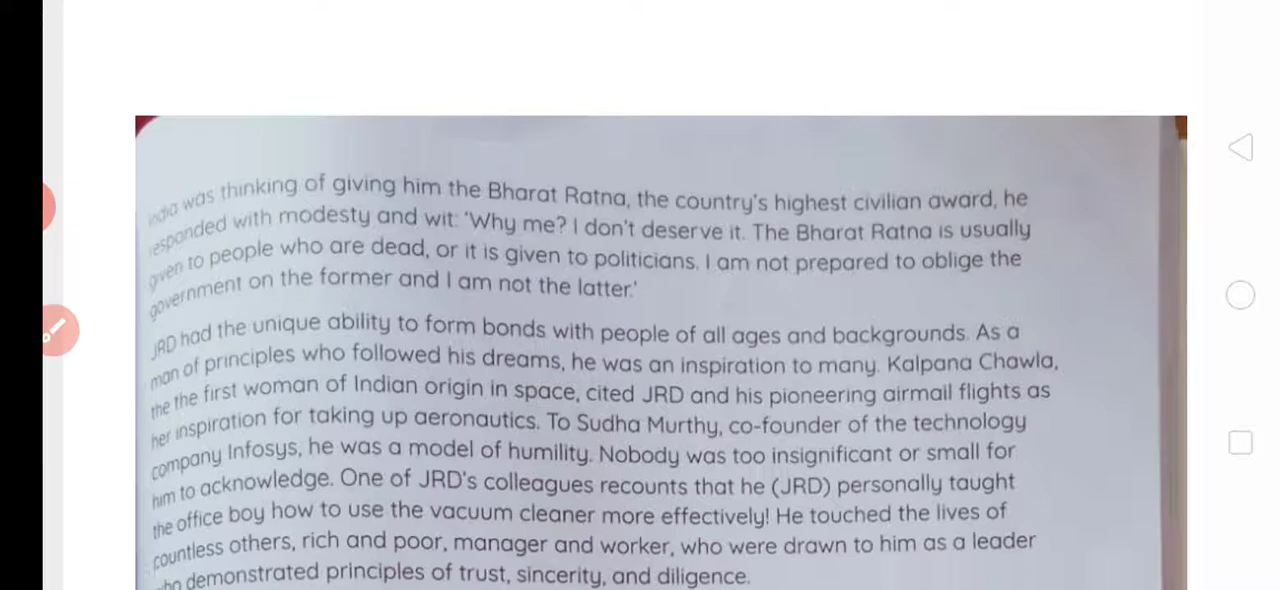 India was thinking of giving him the Bharat Ratna, the country's highest civilian award, he
responded with modesty and wit: 'Why me? I don't deserve it. The Bharat Ratna is usually
given to people who are dead, or it is given to politicians. I am not prepared to oblige the
government on the former and I am not the latter.'
JRD had the unique ability to form bonds with people of all ages and backgrounds. As a
man of principles who followed his dreams, he was an inspiration to many. Kalpana Chawla,
the the first woman of Indian origin in space, cited JRD and his pioneering airmail flights as
her inspiration for taking up aeronautics. To Sudha Murthy, co-founder of the technology
company Infosys, he was a model of humility. Nobody was too insignificant or small for
him to acknowledge. One of JRD's colleagues recounts that he (JRD) personally taught
the office boy how to use the vacuum cleaner more effectively! He touched the lives of
countless others, rich and poor, manager and worker, who were drawn to him as a leader
who demonstrated principles of trust, sincerity, and diligence.